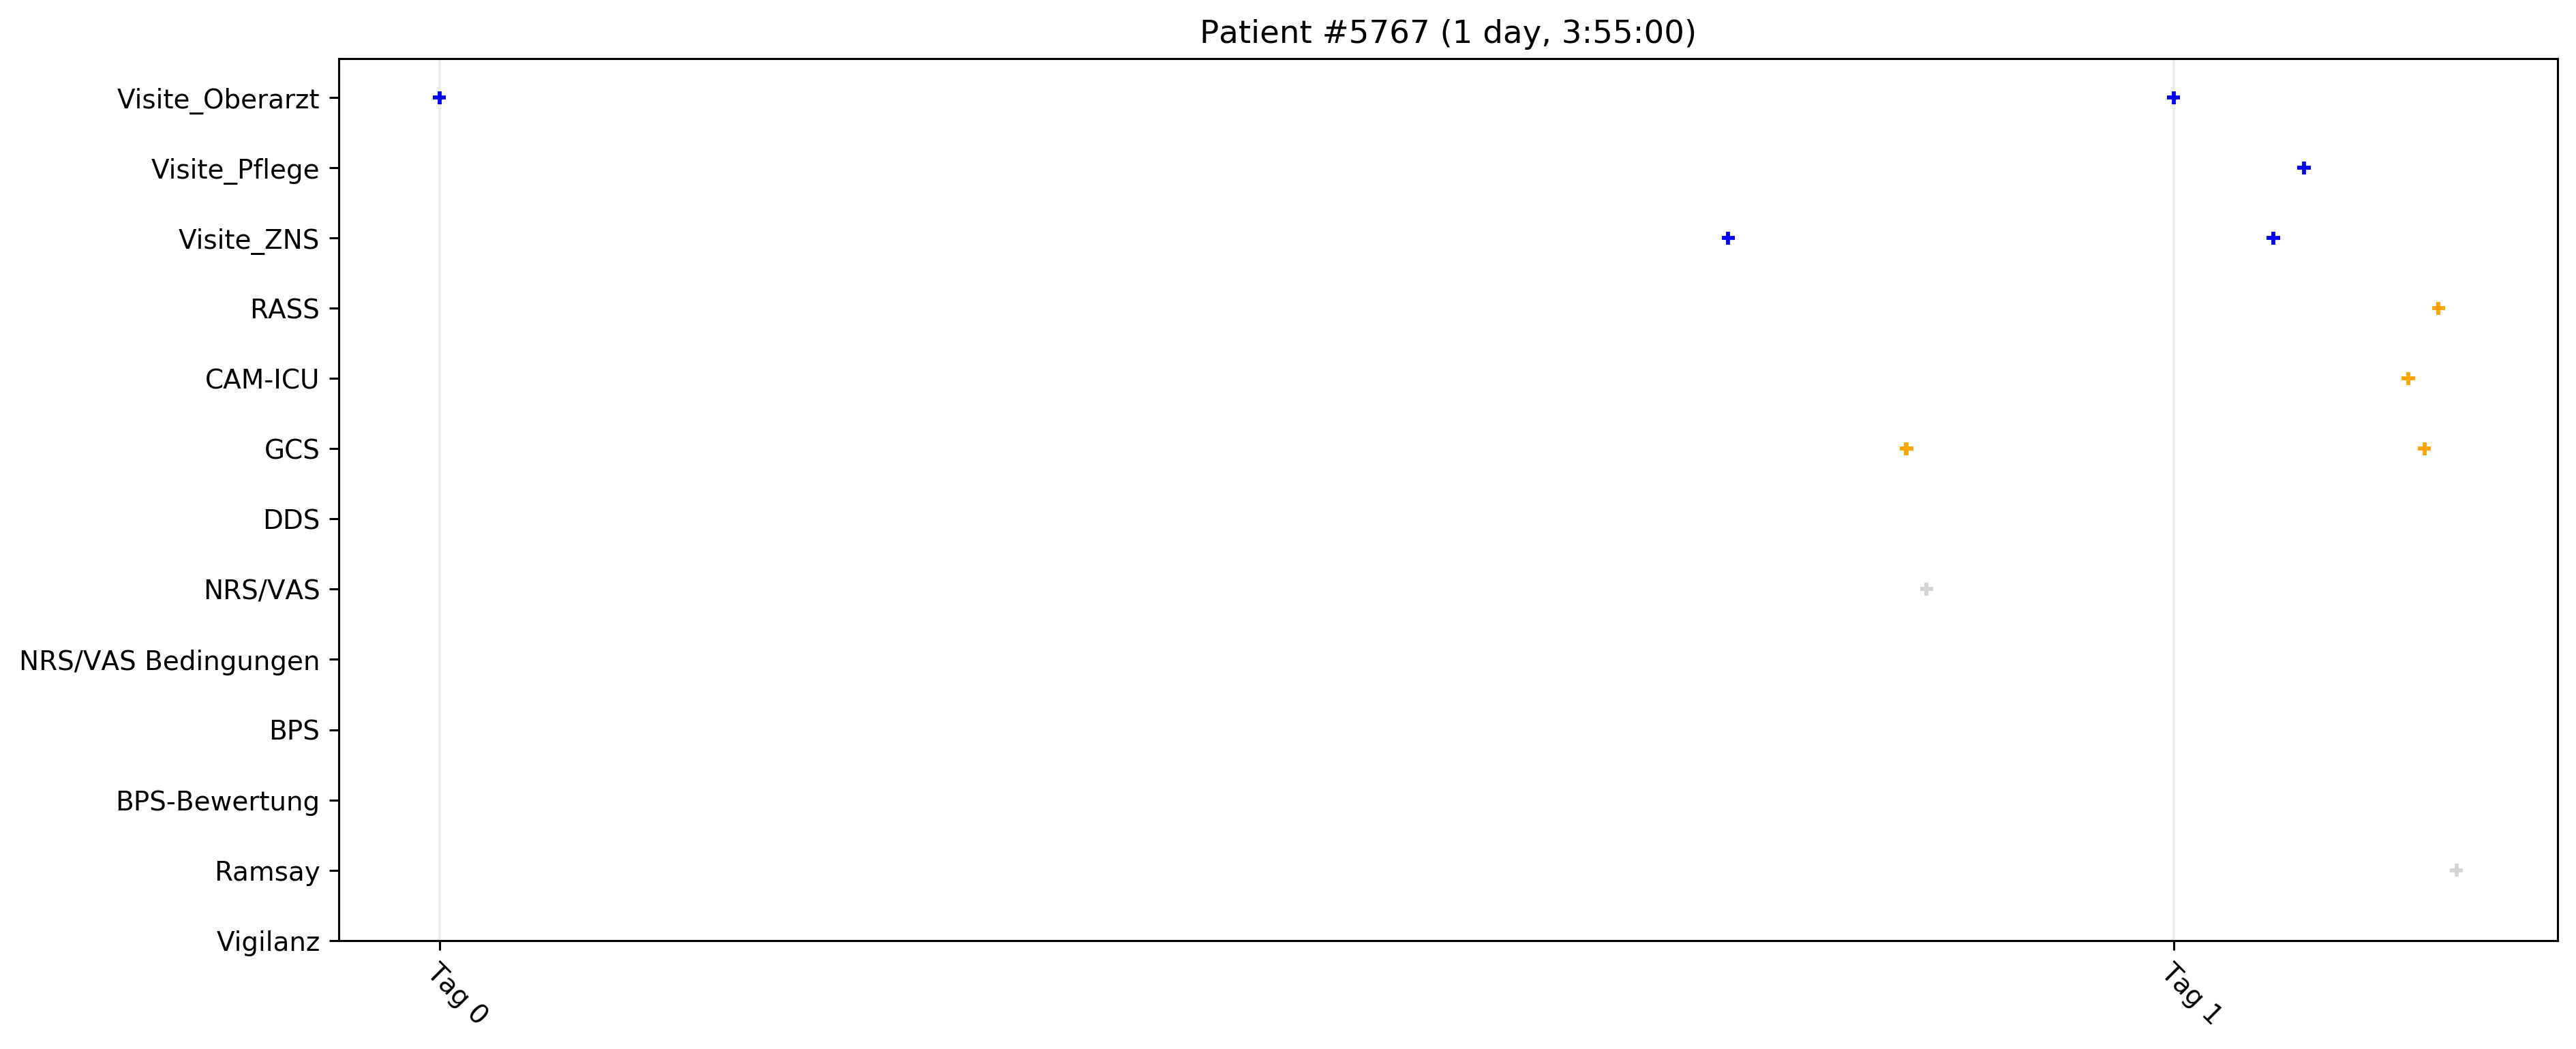 Patient #5767 (1 day, 3:55:00)
Visite_Oberarzt
Visite_Pflege
Visite_ZNS
RASS
CAM-ICU
GCS
DDS
NRS/VAS
NRS/VAS Bedingungen
BPS
BPS-Bewertung
Ramsay
Vigilanz
Tag 0
Tag 1